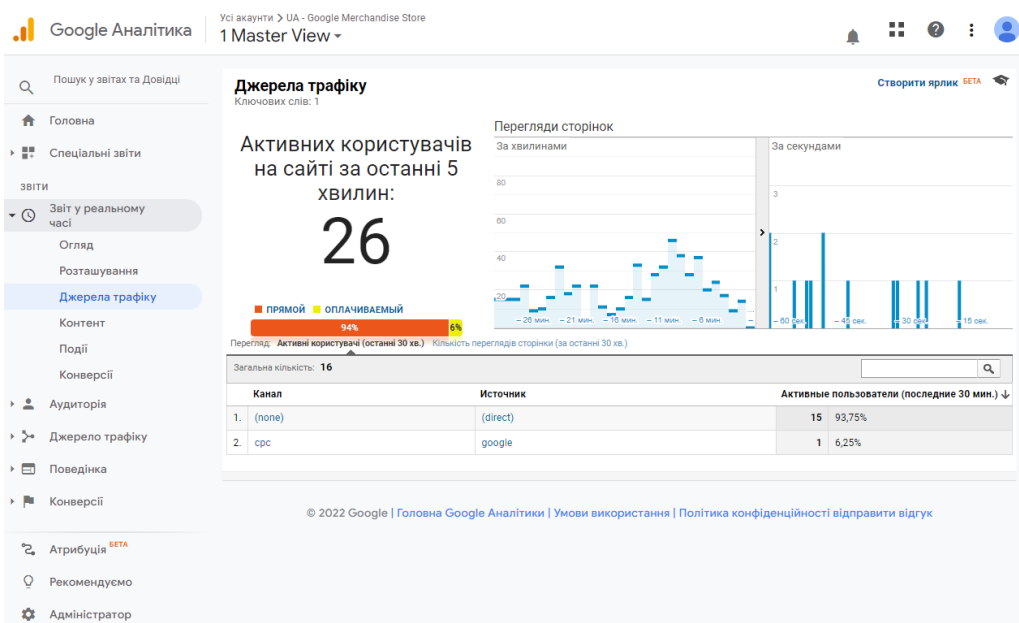 Google Аналітика
Усі акаунти > UA - Google Merchandise Store
1 Master View
Пошук у звітах та Довідці
Головна
Спеціальні звіти
ЗВІТИ
Звіт у реальному
часі
Огляд
Розташування
Джерела трафіку
Контент
Події
Конверсії
Аудиторія
Джерело трафіку
Поведінка
Конверсії
Атрибуція БЕТА
Рекомендуємо
Адміністратор
Джерела трафіку
Ключових слів: 1
Створити ярлик БЕТА
Активних користувачів
на сайті за останні 5
хвилин:
26
ПРЯМОЙ ОПЛАЧИВАЕМЫЙ
94% 6%
Перегляди сторінок
За хвилинами
80
60
40
20
– 26 мин. – 21 мин. – 16 мин. – 11 мин. – 6 мин.
За секундами
3
2
1
– 60 сек. – 45 сек. – 30 сек. – 15 сек.
Перегляд: Активні користувачі (останні 30 хв.) Кількість переглядів сторінки (за останні 30 хв.)
Загальна кількість: 16
Канал Источник Активные пользователи (последние 30 мин.)
1. (none) (direct) 15 93,75%
2. cpc google 1 6,25%
© 2022 Google | Головна Google Аналітики | Умови використання | Політика конфіденційності відправити відгук